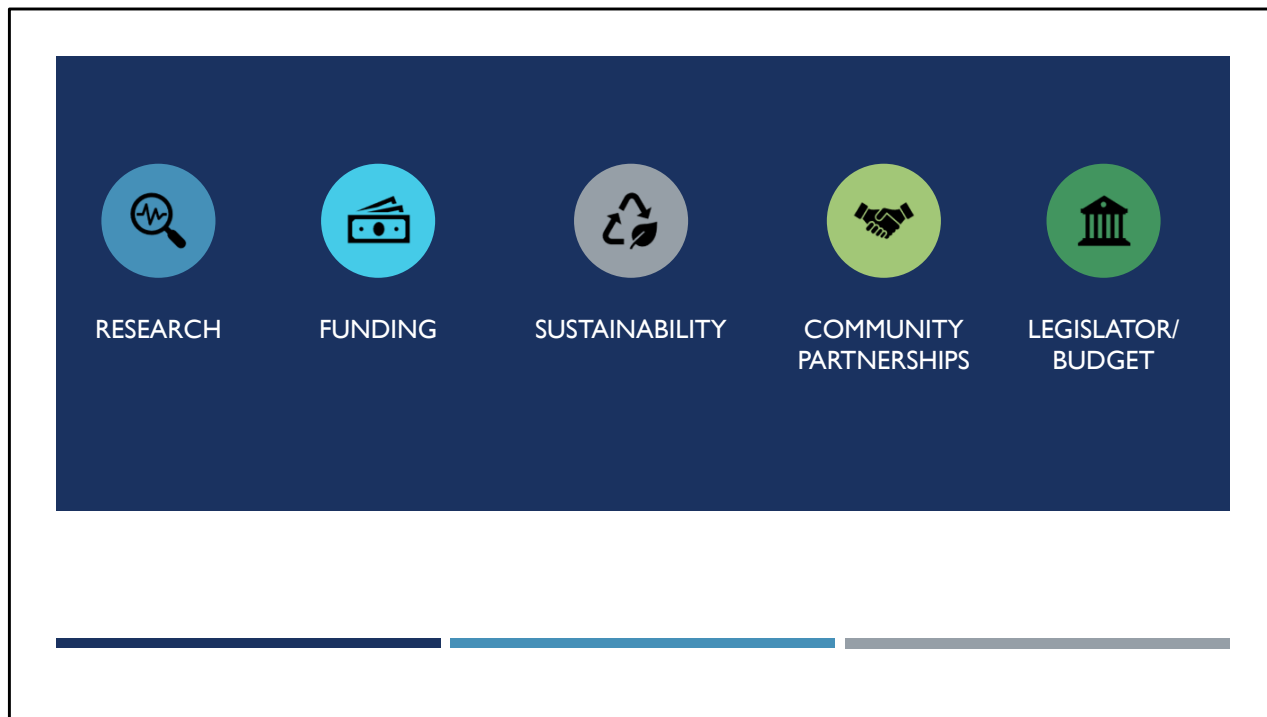 RESEARCH
FUNDING
SUSTAINABILITY
COMMUNITY
PARTNERSHIPS
LEGISLATOR/
BUDGET